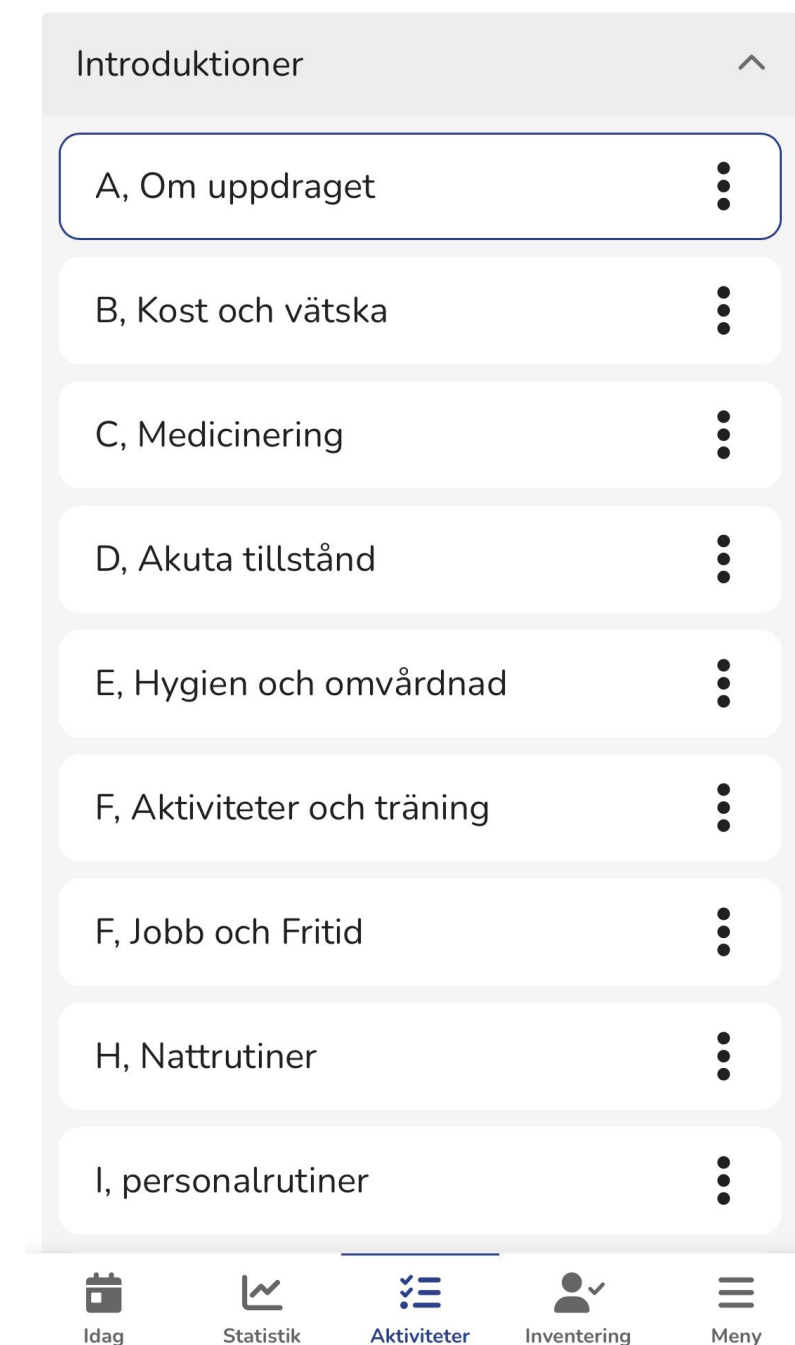 Introduktioner
A, Om uppdraget
B, Kost och vätska
C, Medicinering
D, Akuta tillstånd
E, Hygien och omvårdnad
F, Aktiviteter och träning
F, Jobb och Fritid
H, Nattrutiner
I, personalrutiner
Idag Statistik Aktiviteter Inventering Meny